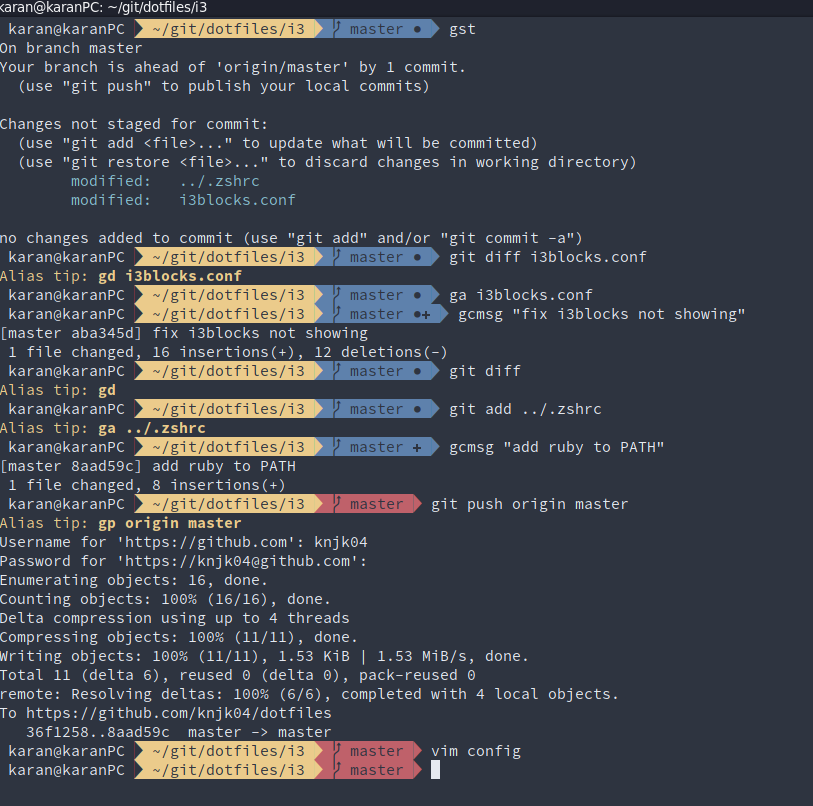 karan@karanPC: ~/git/dotfiles/i3
karan@karanPC ~/git/dotfiles/i3 master ● gst
On branch master
Your branch is ahead of 'origin/master' by 1 commit.
(use "git push" to publish your local commits)
Changes not staged for commit:
(use "git add <file>..." to update what will be committed)
(use "git restore <file>..." to discard changes in working directory)
modified: ../.zshrc
modified: i3blocks.conf
no changes added to commit (use "git add" and/or "git commit -a")
karan@karanPC ~/git/dotfiles/i3 master ● git diff i3blocks.conf
Alias tip: gd i3blocks.conf
karan@karanPC ~/git/dotfiles/i3 master ● ga i3blocks.conf
karan@karanPC ~/git/dotfiles/i3 master ●+ gcmsg "fix i3blocks not showing"
[master aba345d] fix i3blocks not showing
1 file changed, 16 insertions(+), 12 deletions(-)
karan@karanPC ~/git/dotfiles/i3 master ● git diff
Alias tip: gd
karan@karanPC ~/git/dotfiles/i3 master ● git add ../.zshrc
Alias tip: ga ../.zshrc
karan@karanPC ~/git/dotfiles/i3 master + gcmsg "add ruby to PATH"
[master 8aad59c] add ruby to PATH
1 file changed, 8 insertions(+)
karan@karanPC ~/git/dotfiles/i3 master git push origin master
Alias tip: gp origin master
Username for 'https://github.com': knjk04
Password for 'https://knjk04@github.com':
Enumerating objects: 16, done.
Counting objects: 100% (16/16), done.
Delta compression using up to 4 threads
Compressing objects: 100% (11/11), done.
Writing objects: 100% (11/11), 1.53 KiB | 1.53 MiB/s, done.
Total 11 (delta 6), reused 0 (delta 0), pack-reused 0
remote: Resolving deltas: 100% (6/6), completed with 4 local objects.
To https://github.com/knjk04/dotfiles
36f1258..8aad59c master -> master
karan@karanPC ~/git/dotfiles/i3 master vim config
karan@karanPC ~/git/dotfiles/i3 master